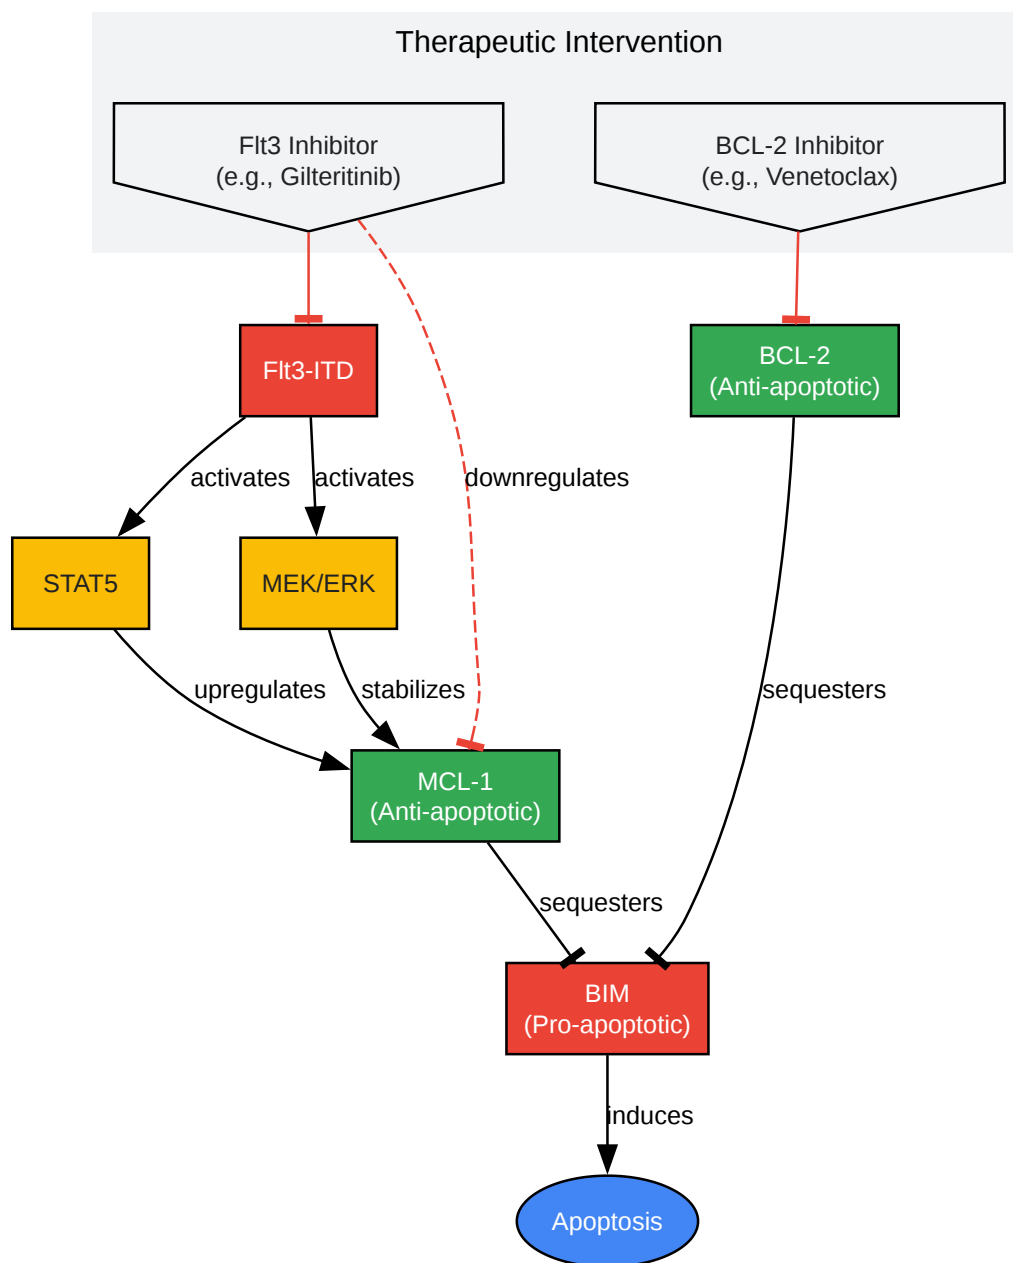 Therapeutic Intervention
Flt3 Inhibitor
(e.g., Gilteritinib)
BCL-2 Inhibitor
(e.g., Venetoclax)
Flt3-ITD
BCL-2
(Anti-apoptotic)
activates
activates
downregulates
STAT5
MEK/ERK
upregulates
stabilizes
sequesters
MCL-1
(Anti-apoptotic)
sequesters
BIM
(Pro-apoptotic)
induces
Apoptosis